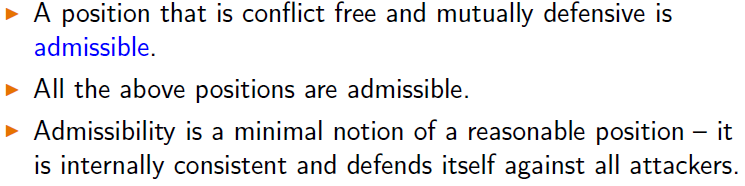 ▶ A position that is conflict free and mutually defensive is
admissible.
▶ All the above positions are admissible.
▶ Admissibility is a minimal notion of a reasonable position – it
is internally consistent and defends itself against all attackers.